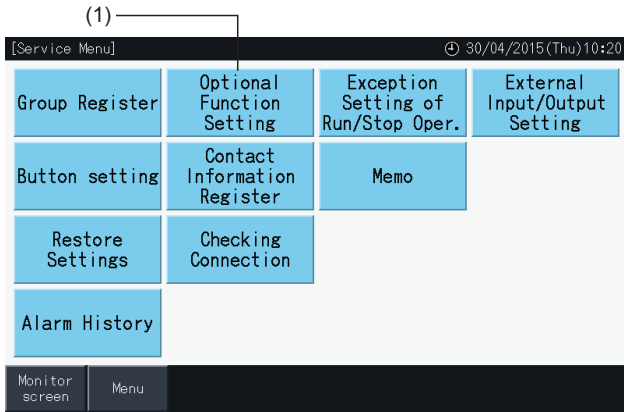 (1)
[Service Menu] 30/04/2015(Thu)10:20
Group Register
Optional
Function
Setting
Exception
Setting of
Run/Stop Oper.
External
Input/Output
Setting
Button setting
Contact
Information
Register
Memo
Restore
Settings
Checking
Connection
Alarm History
Monitor
screen
Menu